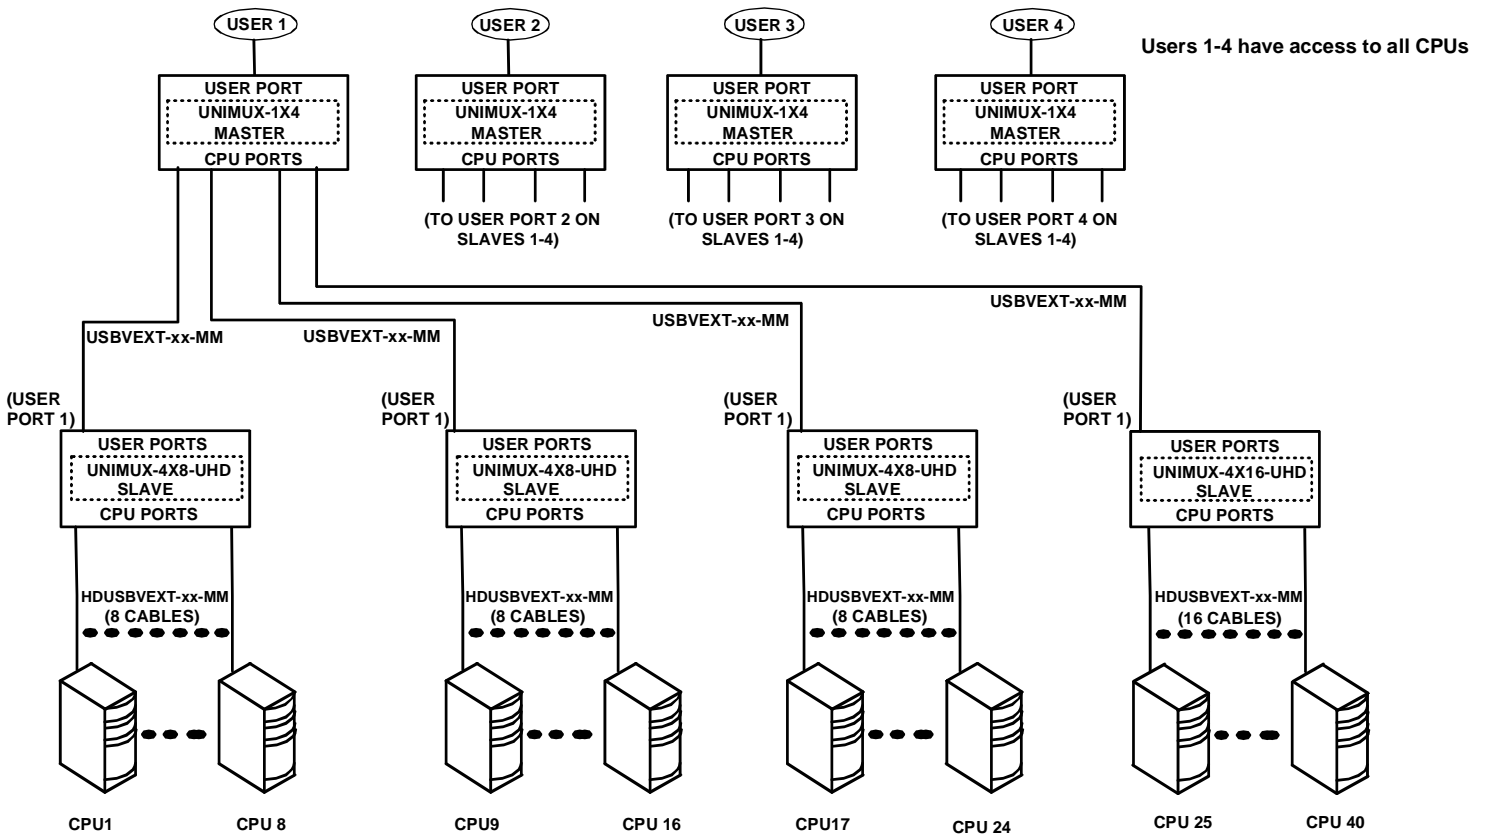 USER 1
USER 2
USER 3
USER 4
Users 1-4 have access to all CPUs
USER PORT
UNIMUX-1X4
MASTER
CPU PORTS
USER PORT
UNIMUX-1X4
MASTER
CPU PORTS
(TO USER PORT 2 ON
SLAVES 1-4)
USER PORT
UNIMUX-1X4
MASTER
CPU PORTS
(TO USER PORT 3 ON
SLAVES 1-4)
USER PORT
UNIMUX-1X4
MASTER
CPU PORTS
(TO USER PORT 4 ON
SLAVES 1-4)
USBVEXT-xx-MM
USBVEXT-xx-MM
USBVEXT-xx-MM
USBVEXT-xx-MM
(USER
PORT 1)
(USER
PORT 1)
(USER
PORT 1)
(USER
PORT 1)
USER PORTS
UNIMUX-4X8-UHD
SLAVE
CPU PORTS
USER PORTS
UNIMUX-4X8-UHD
SLAVE
CPU PORTS
USER PORTS
UNIMUX-4X8-UHD
SLAVE
CPU PORTS
USER PORTS
UNIMUX-4X16-UHD
SLAVE
CPU PORTS
HDUSBVEXT-xx-MM
(8 CABLES)
HDUSBVEXT-xx-MM
(8 CABLES)
HDUSBVEXT-xx-MM
(8 CABLES)
HDUSBVEXT-xx-MM
(16 CABLES)
CPU1
CPU 8
CPU9
CPU 16
CPU17
CPU 24
CPU 25
CPU 40